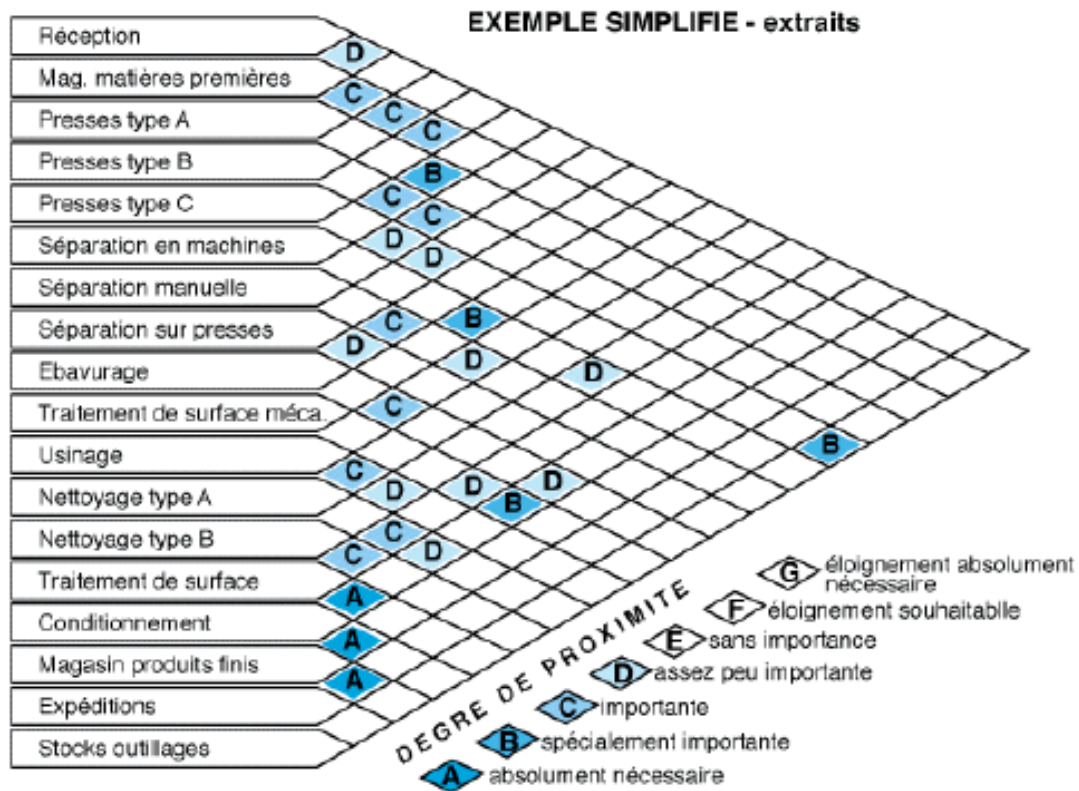 EXEMPLE SIMPLIFIE - extraits
Réception
D
Mag. matières premières
C
C
Presses type A
C
Presses type B
B
C
Presses type C
C
D
Séparation en machines
D
Séparation manuelle
C
B
Séparation sur presses
D
D
D
Ebavurage
C
Traitement de surface méca.
B
Usinage
C
D
D
D
Nettoyage type A
B
C
Nettoyage type B
C
D
Traitement de surface
A
Conditionnement
A
Magasin produits finis
A
Expéditions
Stocks outillages
DEGRE DE PROXIMITE
G éloignement absolument
nécessaire
F éloignement souhaitablle
E sans importance
D assez peu importante
C importante
B spécialement importante
A absolument nécessaire